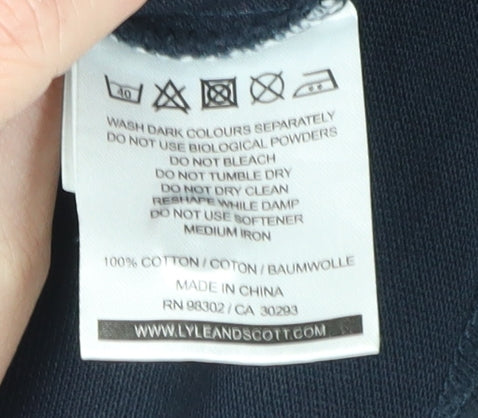 40
WASH DARK COLOURS SEPARATELY
DO NOT USE BIOLOGICAL POWDERS
DO NOT BLEACH
DO NOT TUMBLE DRY
DO NOT DRY CLEAN
RESHAPE WHILE DAMP
DO NOT USE SOFTENER
MEDIUM IRON
100% COTTON / COTON / BAUMWOLLE
MADE IN CHINA
RN 98302 / CA 30293
WWW.LYLEANDSCOTT.COM